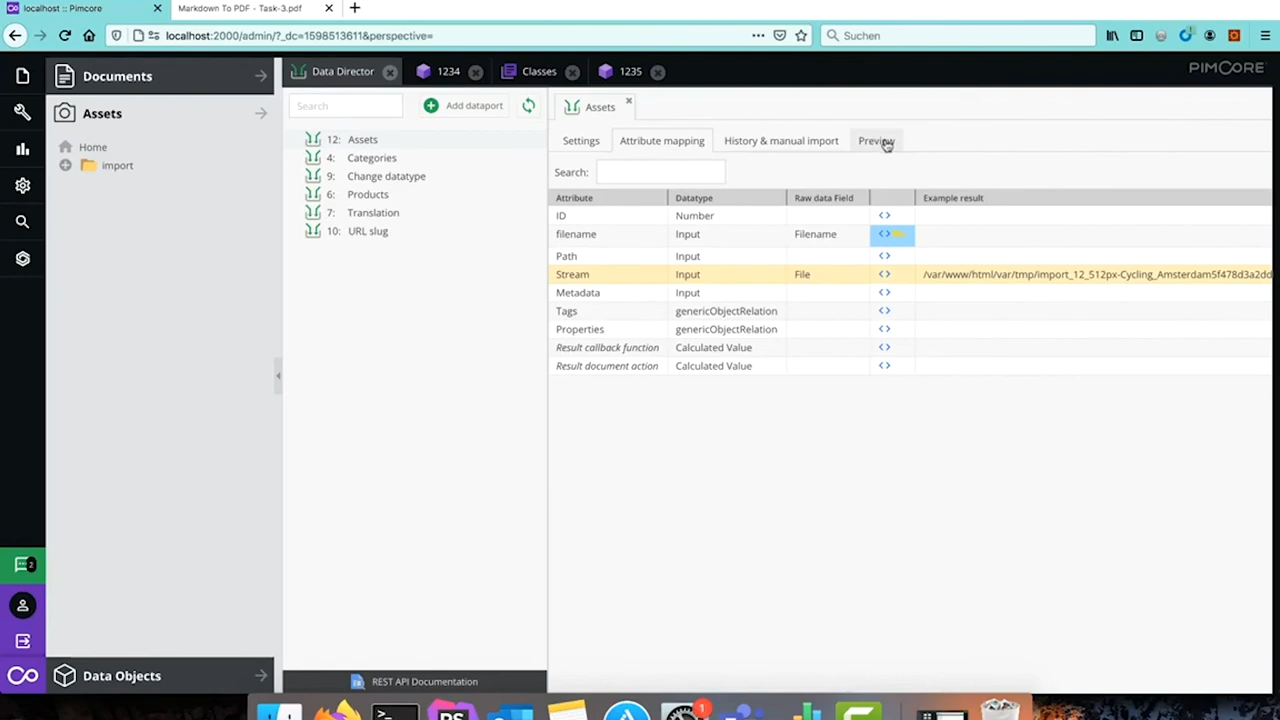 localhost :: Pimcore
Markdown To PDF - Task-3.pdf
localhost:2000/admin/?_dc=1598513611&perspective=
Suchen
Documents
Data Director
1234
Classes
1235
PIMCORE
Assets
Search
Add dataport
Assets
Home
import
12: Assets
4: Categories
9: Change datatype
6: Products
7: Translation
10: URL slug
Settings
Attribute mapping
History & manual import
Preview
Search:
Attribute Datatype Raw data Field Example result
ID Number
filename Input Filename
Path Input
Stream Input File /var/www/html/var/tmp/import_12_512px-Cycling_Amsterdam5f478d3a2dd
Metadata Input
Tags genericObjectRelation
Properties genericObjectRelation
Result callback function Calculated Value
Result document action Calculated Value
2
Data Objects
REST API Documentation
PS
1